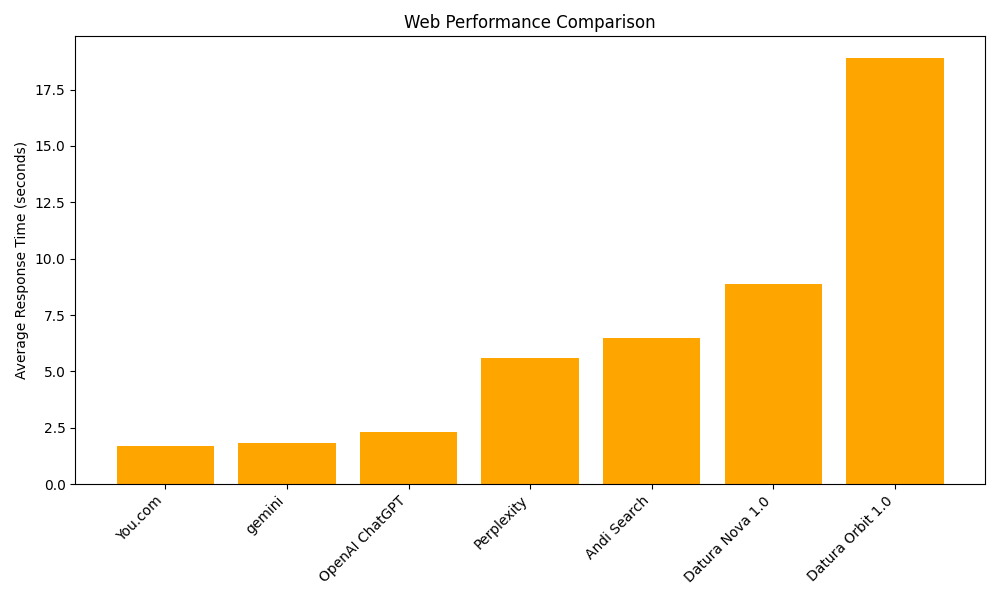 Web Performance Comparison
Average Response Time (seconds)
17.5
15.0
12.5
10.0
7.5
5.0
2.5
0.0
You.com
gemini
OpenAI ChatGPT
Perplexity
Andi Search
Datura Nova 1.0
Datura Orbit 1.0